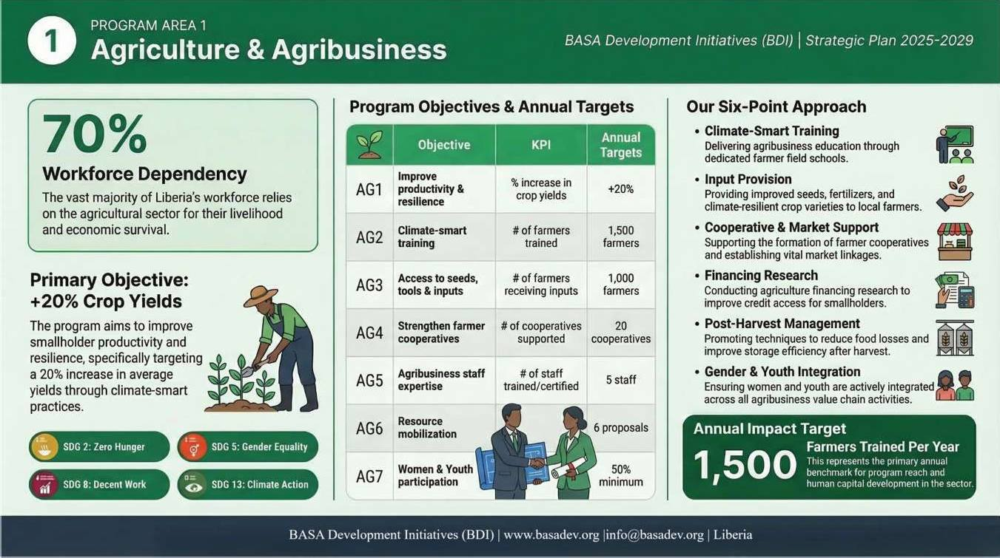 1
PROGRAM AREA 1
Agriculture & Agribusiness
BASA Development Initiatives (BDI) | Strategic Plan 2025-2029
70%
Workforce Dependency
The vast majority of Liberia's workforce relies
on the agricultural sector for their livelihood
and economic survival.
Primary Objective:
+20% Crop Yields
The program aims to improve
smallholder productivity and
resilience, specifically targeting
a 20% increase in average
yields through climate-smart
practices.
SDG 2: Zero Hunger
SDG 5: Gender Equality
SDG 8: Decent Work
SDG 13: Climate Action
Program Objectives & Annual Targets
Objective
KPI
Annual
Targets
AG1
Improve
productivity &
resilience
% increase in
crop yields
+20%
AG2
Climate-smart
training
# of farmers
trained
1,500
farmers
AG3
Access to seeds,
tools & inputs
# of farmers
receiving inputs
1,000
farmers
AG4
Strengthen farmer
cooperatives
# of cooperatives
supported
20
cooperatives
AG5
Agribusiness staff
expertise
# of staff
trained/certified
5 staff
AG6
Resource
mobilization
6 proposals
AG7
Women & Youth
participation
50%
minimum
Our Six-Point Approach
• Climate-Smart Training
Delivering agribusiness education through
dedicated farmer field schools.
• Input Provision
Providing improved seeds, fertilizers, and
climate-resilient crop varieties to local farmers.
• Cooperative & Market Support
Supporting the formation of farmer cooperatives
and establishing vital market linkages.
• Financing Research
Conducting agriculture financing research to
improve credit access for smallholders.
• Post-Harvest Management
Promoting techniques to reduce food losses and
improve storage efficiency after harvest.
• Gender & Youth Integration
Ensuring women and youth are actively integrated
across all agribusiness value chain activities.
Annual Impact Target
1,500
Farmers Trained Per Year
This represents the primary annual
benchmark for program reach and
human capital development in the sector.
BASA Development Initiatives (BDI) | www.basadev.org |info@basadev.org | Liberia